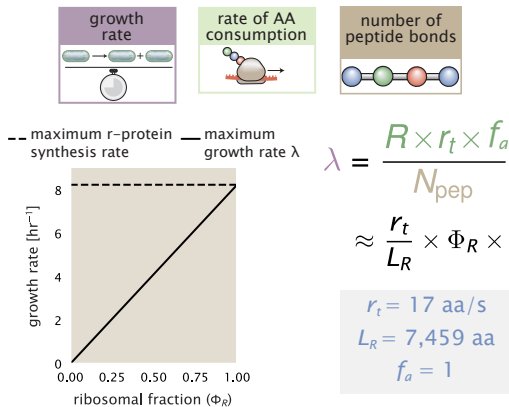 growth
rate
rate of AA
consumption
number of
peptide bonds
+
maximum r-protein
synthesis rate
maximum
growth rate λ
λ = R × r_t × f_a / N_pep
≈ r_t / L_R × Φ_R ×
r_t = 17 aa/s
L_R = 7,459 aa
f_a = 1
growth rate [hr⁻¹]
8
6
4
2
0
0.00 0.25 0.50 0.75 1.00
ribosomal fraction (Φ_R)